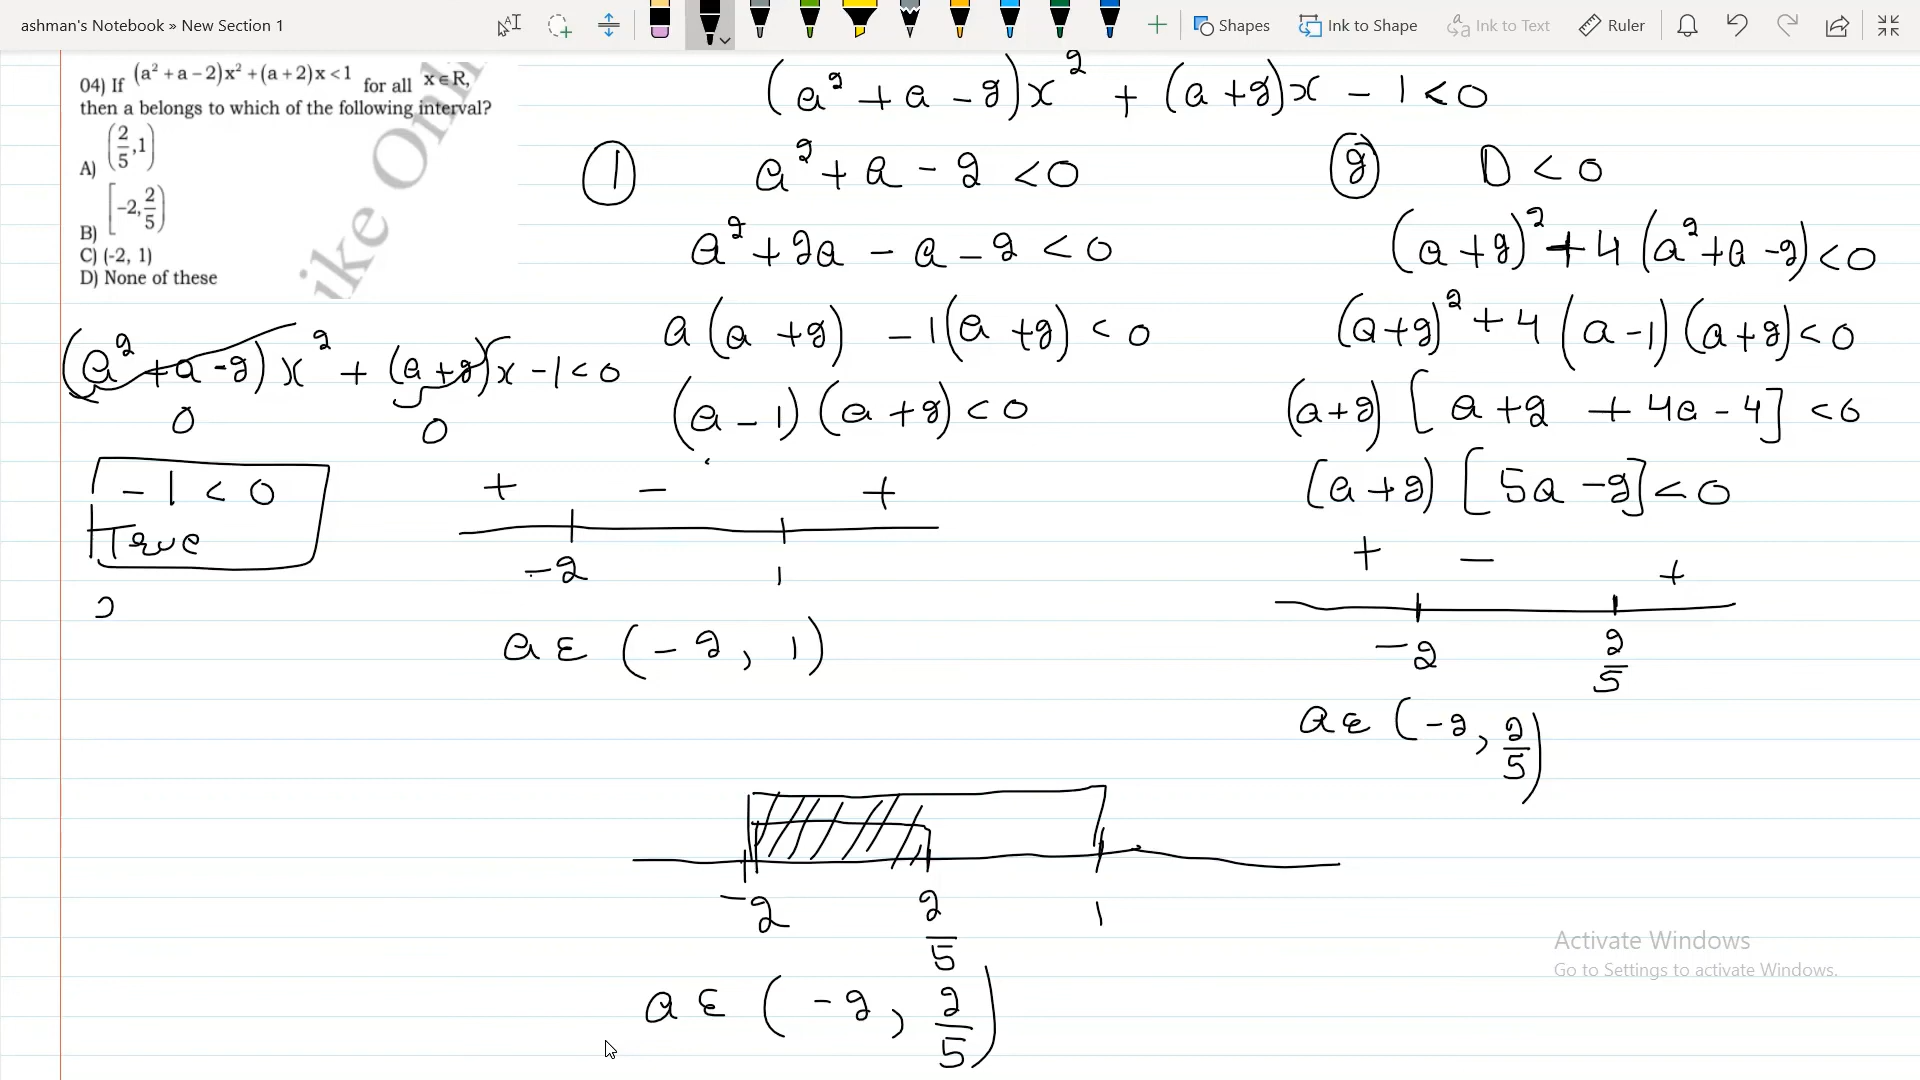 ashman's Notebook » New Section 1
Shapes
Ink to Shape
Ink to Text
Ruler
04) If (a² + a − 2)x² + (a + 2)x < 1 for all x ∈ R,
then a belongs to which of the following interval?
A) (2/5, 1)
B) [−2, 2/5)
C) (-2, 1)
D) None of these
(a² + a − 2)x² + (a + 2)x − 1 < 0
0
0
− 1 < 0
True
(a² + a − 2)x² + (a + 2)x − 1 < 0
1
a² + a − 2 < 0
a² + 2a − a − 2 < 0
a(a + 2) − 1(a + 2) < 0
(a − 1)(a + 2) < 0
+ − +
−2 1
a ε (−2, 1)
2
D < 0
(a + 2)² + 4(a² + a − 2) < 0
(a + 2)² + 4(a − 1)(a + 2) < 0
(a + 2)[a + 2 + 4a − 4] < 0
(a + 2)[5a − 2] < 0
+ − +
−2 2/5
a ε (−2, 2/5)
−2 2/5 1
a ε (−2, 2/5)
Activate Windows
Go to Settings to activate Windows.